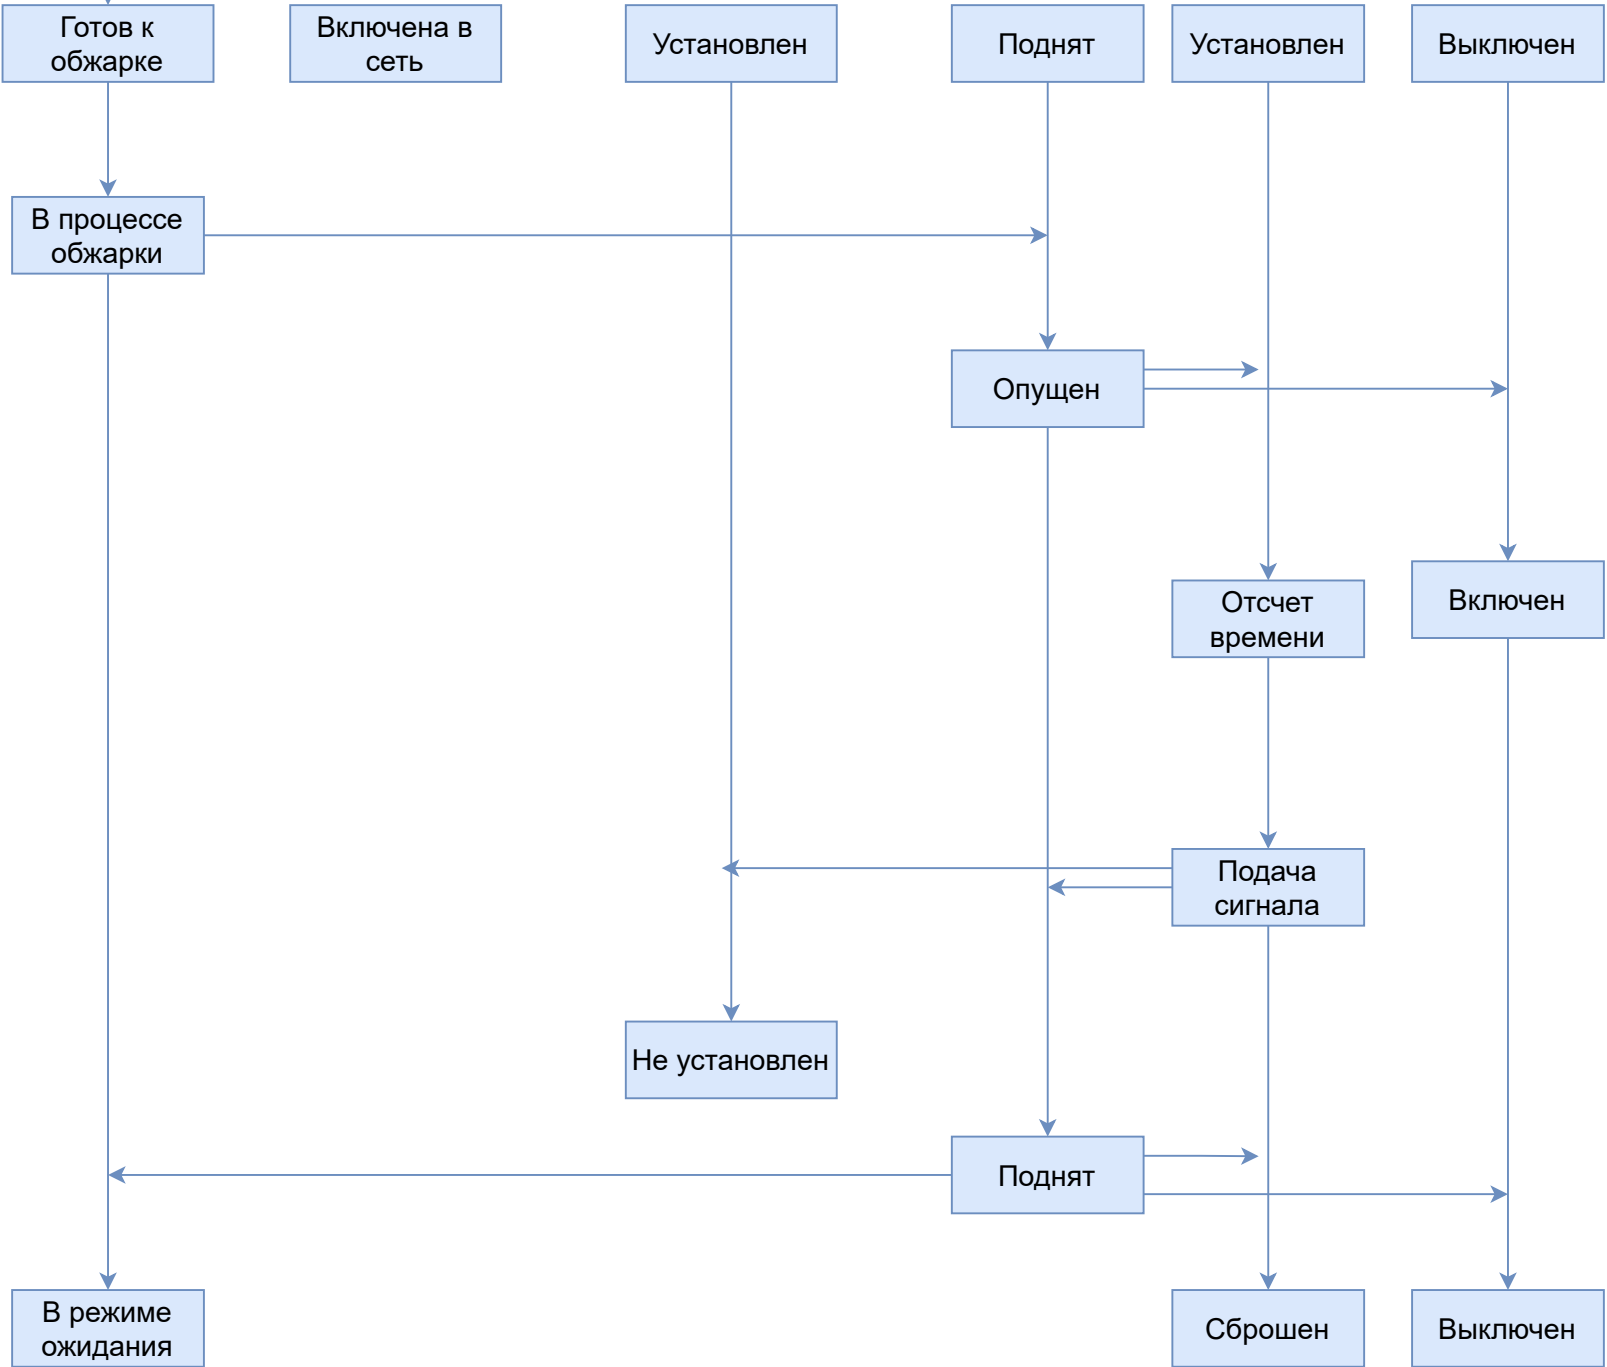 Готов к
обжарке
Включена в
сеть
Установлен
Поднят
Установлен
Выключен
В процессе
обжарки
Опущен
Отсчет
времени
Включен
Подача
сигнала
Не установлен
Поднят
В режиме
ожидания
Сброшен
Выключен